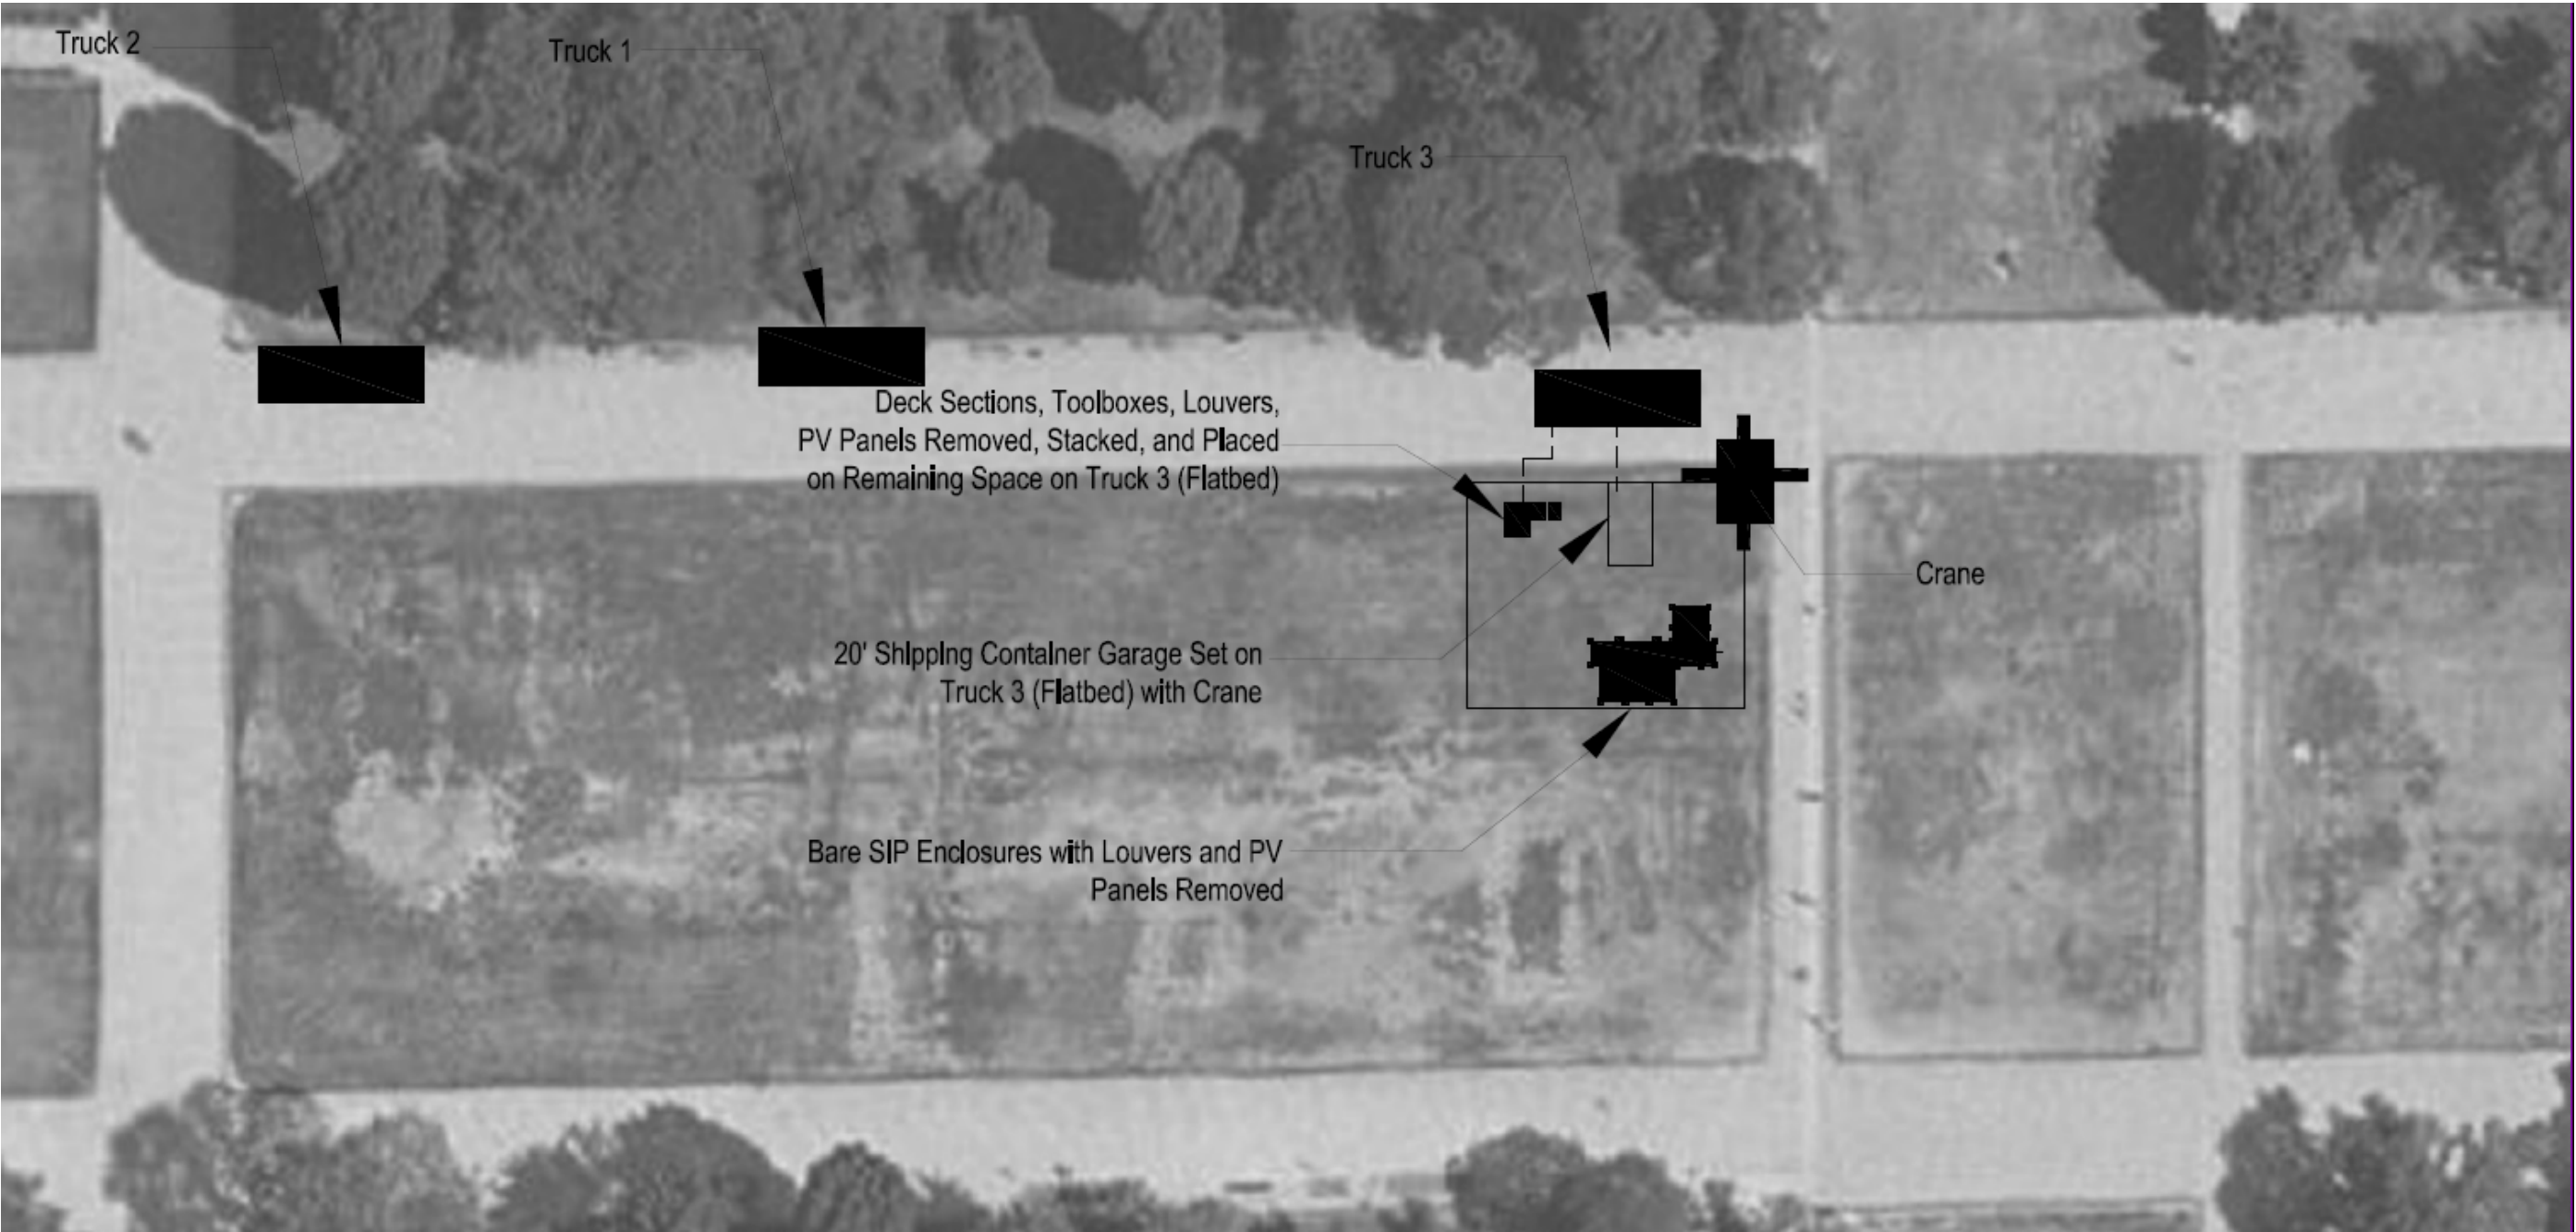 Truck 2
Truck 1
Truck 3
Deck Sections, Toolboxes, Louvers,
PV Panels Removed, Stacked, and Placed
on Remaining Space on Truck 3 (Flatbed)
Crane
20' Shipping Container Garage Set on
Truck 3 (Flatbed) with Crane
Bare SIP Enclosures with Louvers and PV
Panels Removed